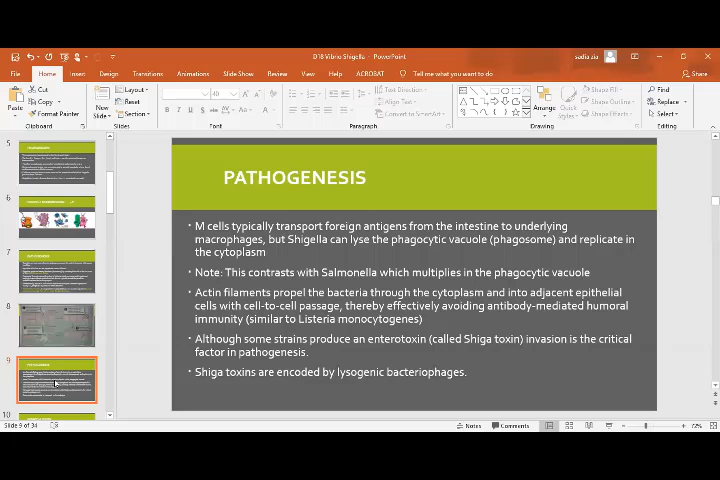 D18 Vibrio Shigella - PowerPoint
sadia zia
File Home Insert Design Transitions Animations Slide Show Review View Help ACROBAT Tell me what you want to do Share
Cut
Copy
Format Painter
Paste
Clipboard
New
Slide
Layout
Reset
Section
Slides
40
B I U S abc AV Aa A
Font
Text Direction
Align Text
Convert to SmartArt
Paragraph
Arrange
Quick
Styles
Shape Fill
Shape Outline
Shape Effects
Drawing
Find
Replace
Select
Editing
5
6
7
8
9
10
PATHOGENESIS
• M cells typically transport foreign antigens from the intestine to underlying
macrophages, but Shigella can lyse the phagocytic vacuole (phagosome) and replicate in
the cytoplasm
• Note: This contrasts with Salmonella which multiplies in the phagocytic vacuole
• Actin filaments propel the bacteria through the cytoplasm and into adjacent epithelial
cells with cell-to-cell passage, thereby effectively avoiding antibody-mediated humoral
immunity (similar to Listeria monocytogenes)
• Although some strains produce an enterotoxin (called Shiga toxin) invasion is the critical
factor in pathogenesis.
• Shiga toxins are encoded by lysogenic bacteriophages.
Slide 9 of 34
Notes Comments
72%